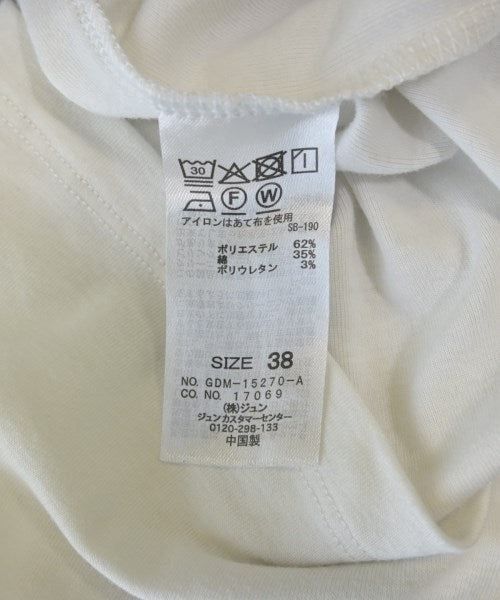 30
F W
アイロンはあて布を使用
SB-190
ポリエステル 62%
綿 35%
ポリウレタン 3%
SIZE 38
NO. GDM-15270-A
CO. NO. 17069
(株)ジュン
ジュンカスタマーセンター
0120-298-133
中国製